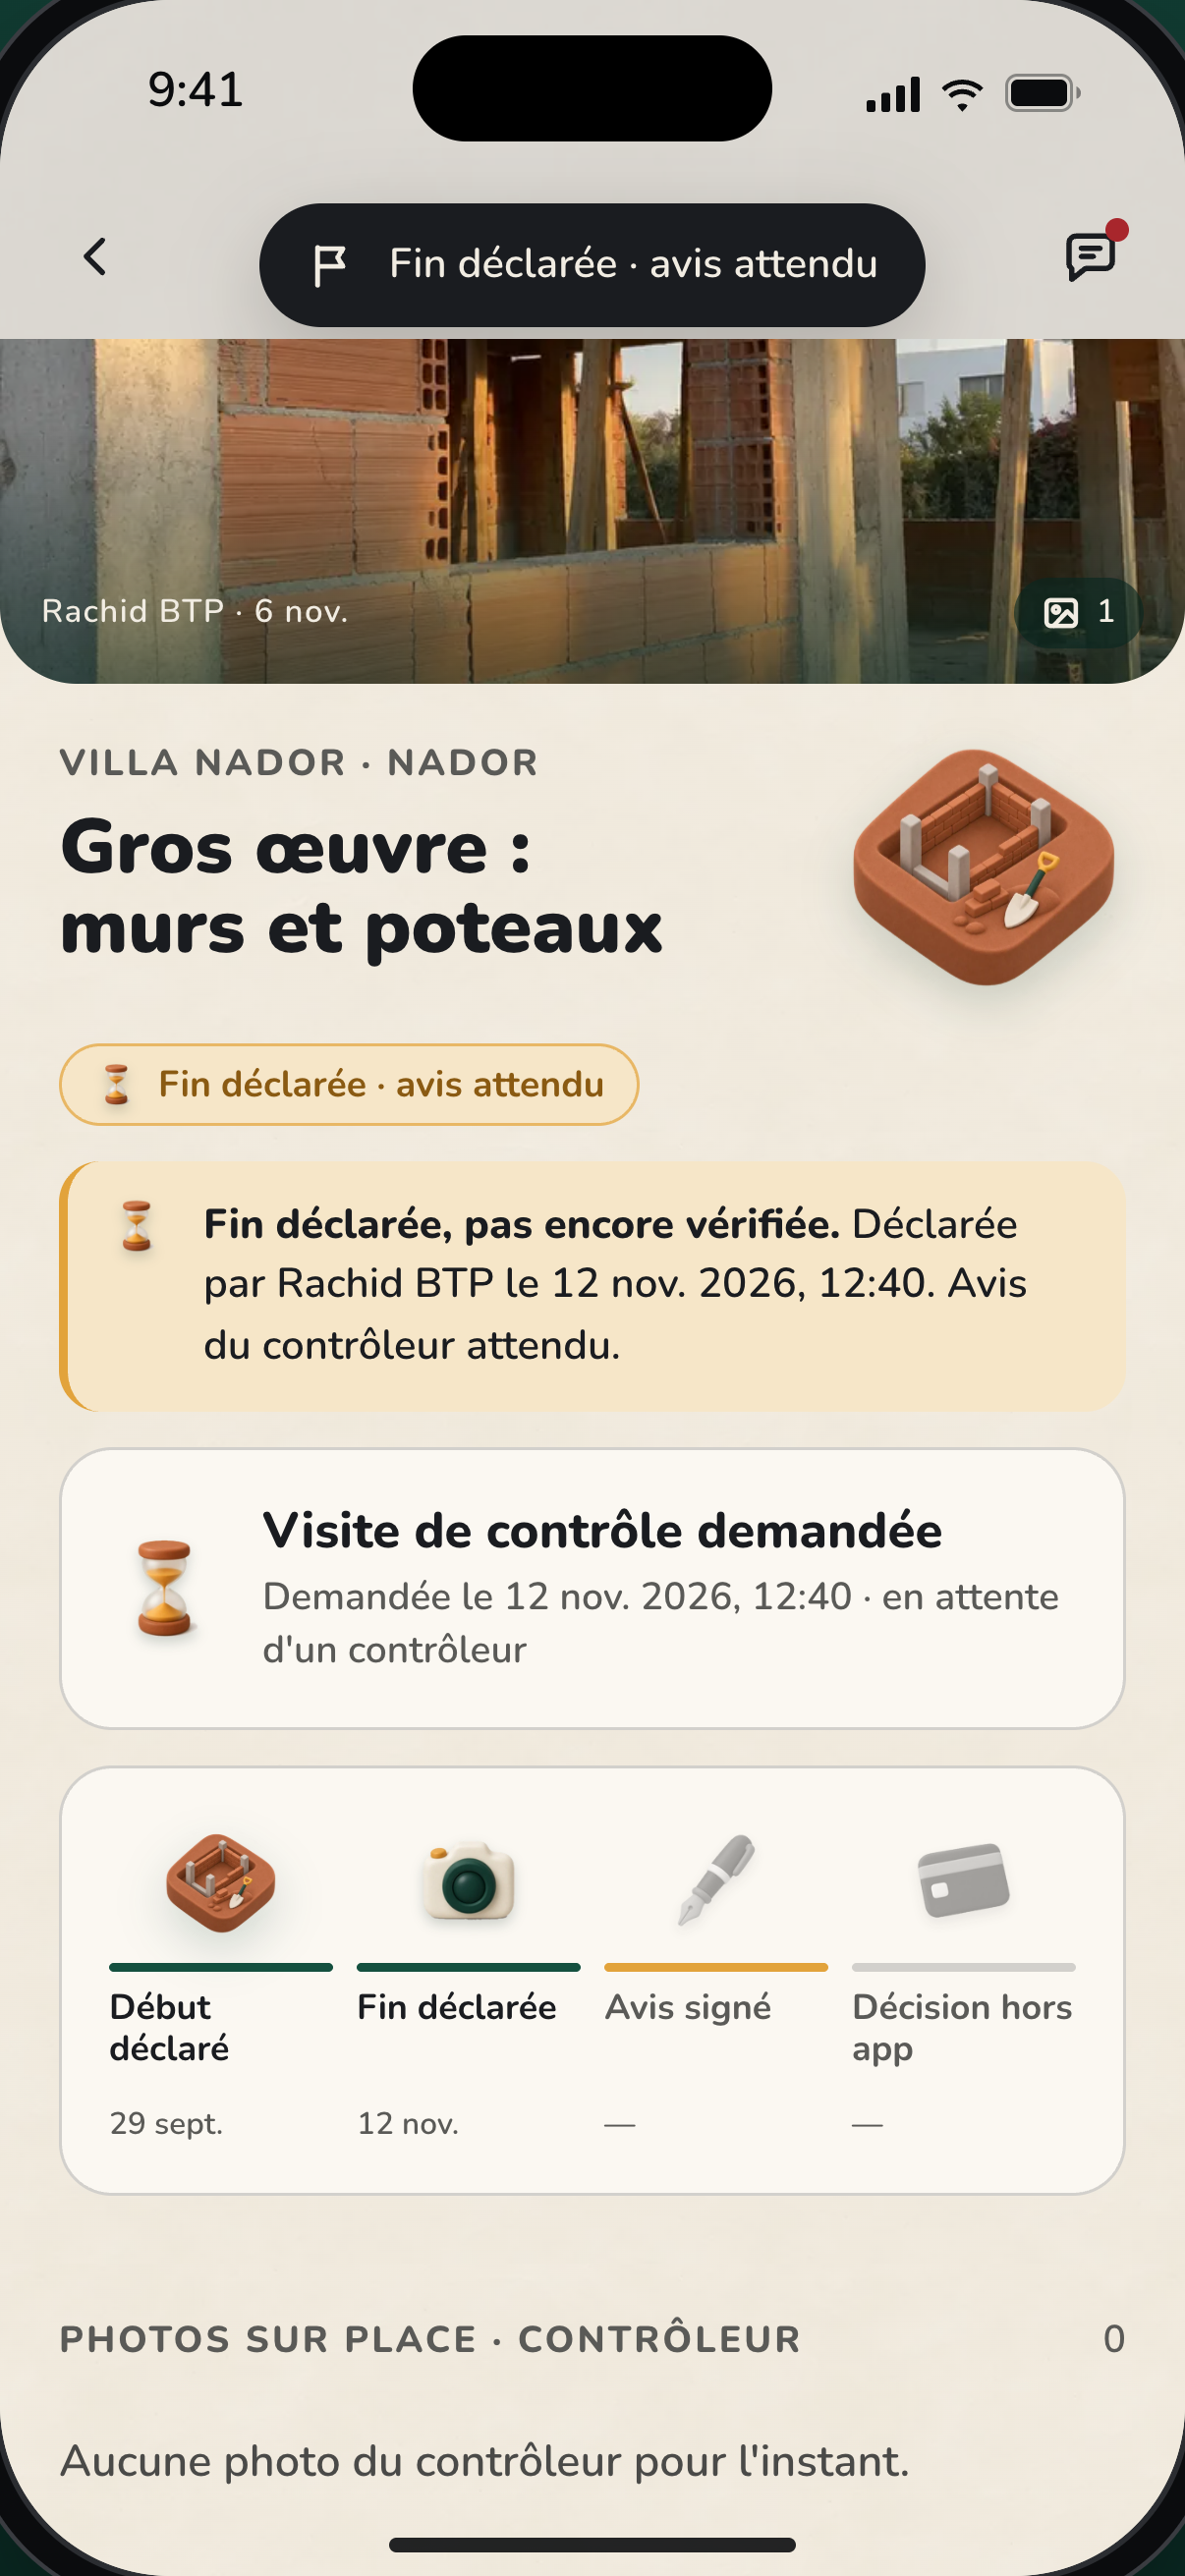 9:41
Fin déclarée · avis attendu
Rachid BTP · 6 nov.
1
VILLA NADOR · NADOR
Gros œuvre :
murs et poteaux
Fin déclarée · avis attendu
Fin déclarée, pas encore vérifiée. Déclarée
par Rachid BTP le 12 nov. 2026, 12:40. Avis
du contrôleur attendu.
Visite de contrôle demandée
Demandée le 12 nov. 2026, 12:40 · en attente
d'un contrôleur
Début
déclaré
29 sept.
Fin déclarée
12 nov.
Avis signé
—
Décision hors
app
—
PHOTOS SUR PLACE · CONTRÔLEUR
0
Aucune photo du contrôleur pour l'instant.